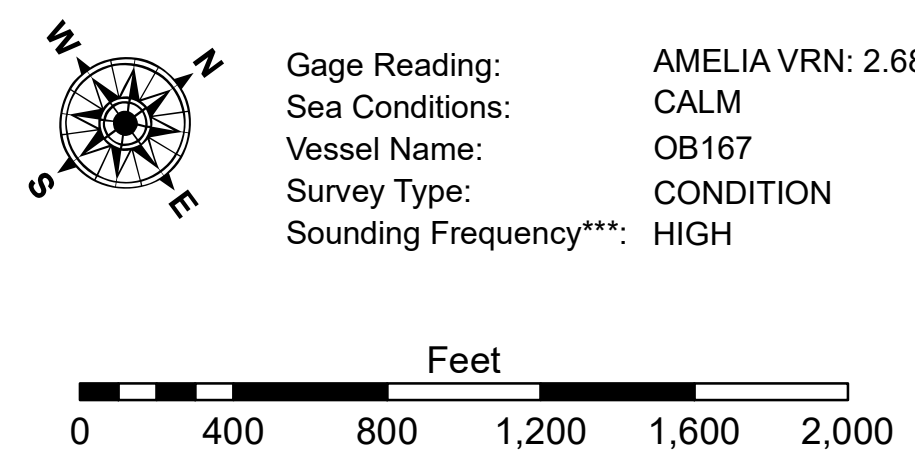 W
N
S
E
Gage Reading: AMELIA VRN: 2.68
Sea Conditions: CALM
Vessel Name: OB167
Survey Type: CONDITION
Sounding Frequency***: HIGH
Feet
0 400 800 1,200 1,600 2,000